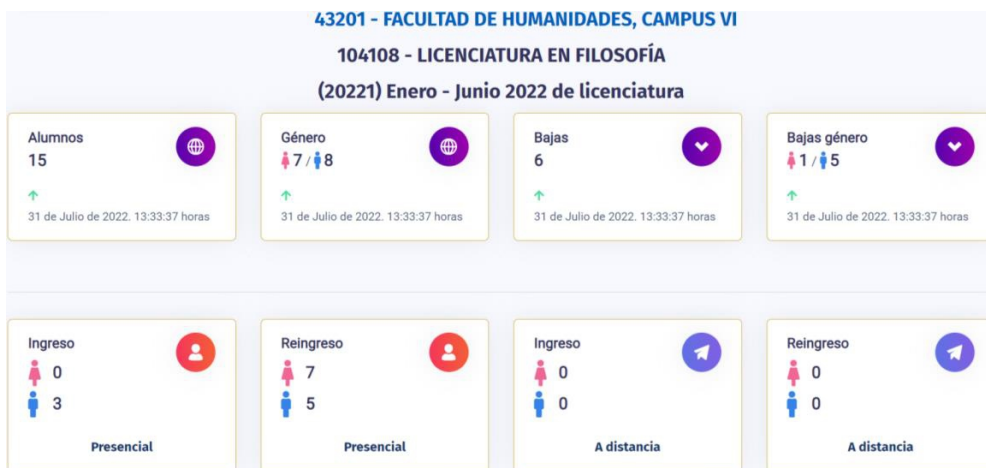 43201 - FACULTAD DE HUMANIDADES, CAMPUS VI
104108 - LICENCIATURA EN FILOSOFÍA
(20221) Enero - Junio 2022 de licenciatura
Alumnos
15
31 de Julio de 2022. 13:33:37 horas
Género
7 / 8
31 de Julio de 2022. 13:33:37 horas
Bajas
6
31 de Julio de 2022. 13:33:37 horas
Bajas género
1 / 5
31 de Julio de 2022. 13:33:37 horas
Ingreso
0
3
Presencial
Reingreso
7
5
Presencial
Ingreso
0
0
A distancia
Reingreso
0
0
A distancia